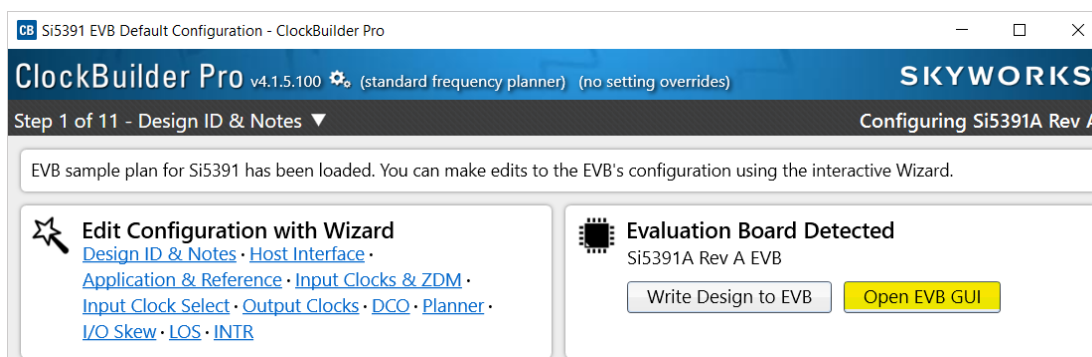 CB Si5391 EVB Default Configuration - ClockBuilder Pro
ClockBuilder Pro v4.1.5.100 (standard frequency planner) (no setting overrides) SKYWORKS
Step 1 of 11 - Design ID & Notes ▼ Configuring Si5391A Rev A
EVB sample plan for Si5391 has been loaded. You can make edits to the EVB's configuration using the interactive Wizard.
Edit Configuration with Wizard
Design ID & Notes · Host Interface ·
Application & Reference · Input Clocks & ZDM ·
Input Clock Select · Output Clocks · DCO · Planner ·
I/O Skew · LOS · INTR
Evaluation Board Detected
Si5391A Rev A EVB
Write Design to EVB Open EVB GUI